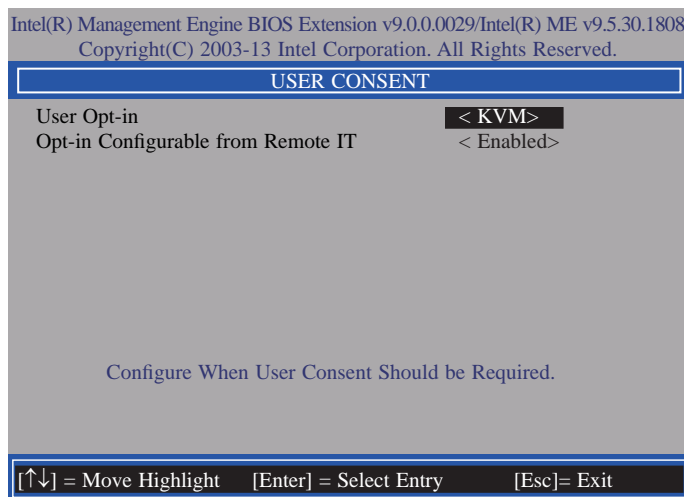 Intel(R) Management Engine BIOS Extension v9.0.0.0029/Intel(R) ME v9.5.30.1808
Copyright(C) 2003-13 Intel Corporation. All Rights Reserved.
USER CONSENT
User Opt-in < KVM>
Opt-in Configurable from Remote IT < Enabled>
Configure When User Consent Should be Required.
[↑↓] = Move Highlight [Enter] = Select Entry [Esc]= Exit